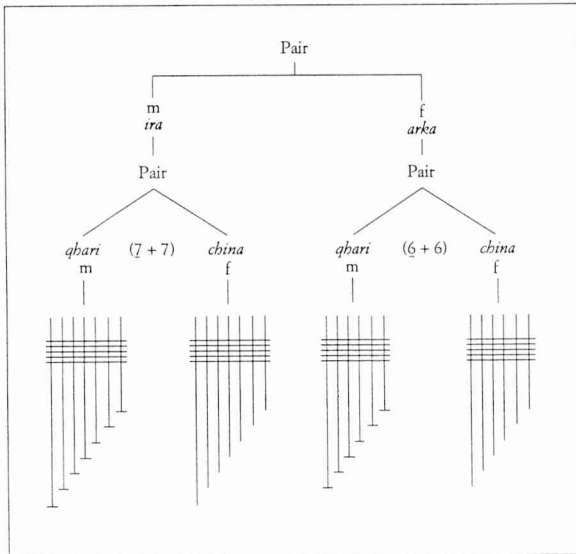 Pair
m f
ira arka
Pair Pair
qhari (7 + 7) china qhari (6 + 6) china
m f m f